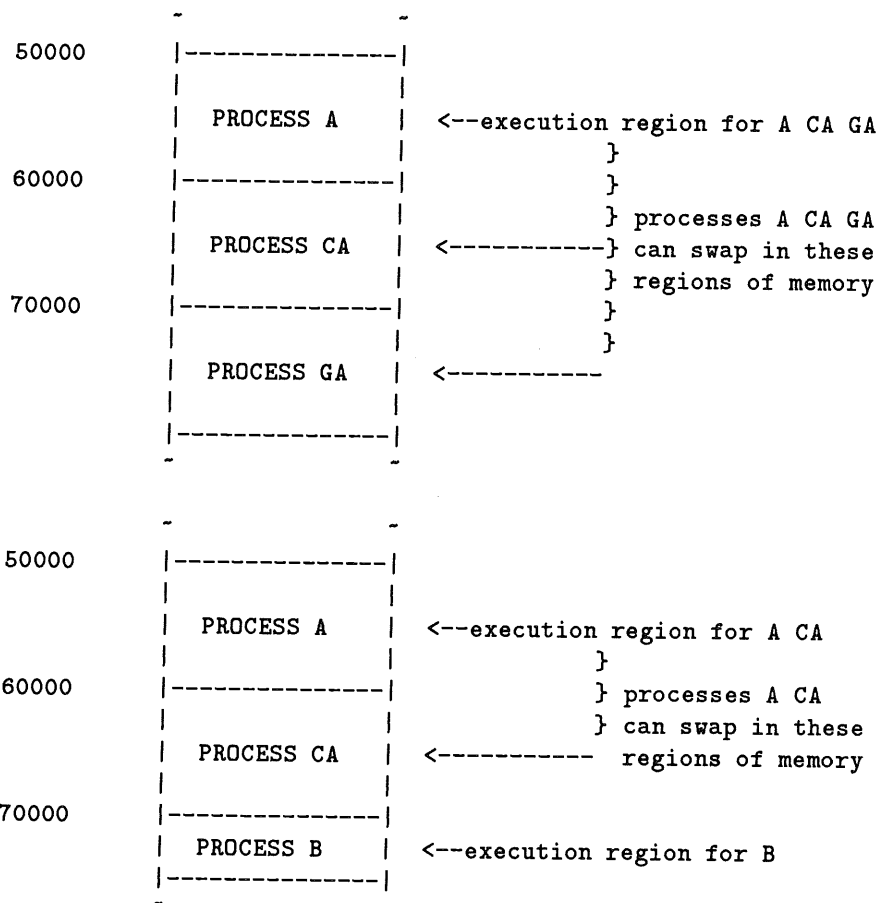 ~ ~
50000 |---------------|
| |
| PROCESS A | <--execution region for A CA GA
| | }
60000 |---------------| }
| | } processes A CA GA
| PROCESS CA | <-----------} can swap in these
| | } regions of memory
70000 |---------------| }
| | }
| PROCESS GA | <-----------
| |
|---------------|
~ ~
~ ~
50000 |---------------|
| |
| PROCESS A | <--execution region for A CA
| | }
60000 |---------------| } processes A CA
| | } can swap in these
| PROCESS CA | <----------- regions of memory
| |
70000 |---------------|
| PROCESS B | <--execution region for B
|---------------|
~